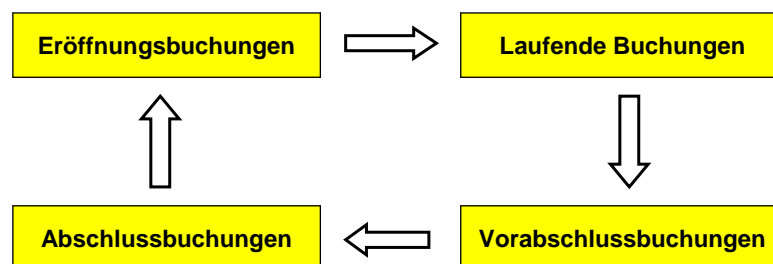 Eröffnungsbuchungen
Laufende Buchungen
Abschlussbuchungen
Vorabschlussbuchungen